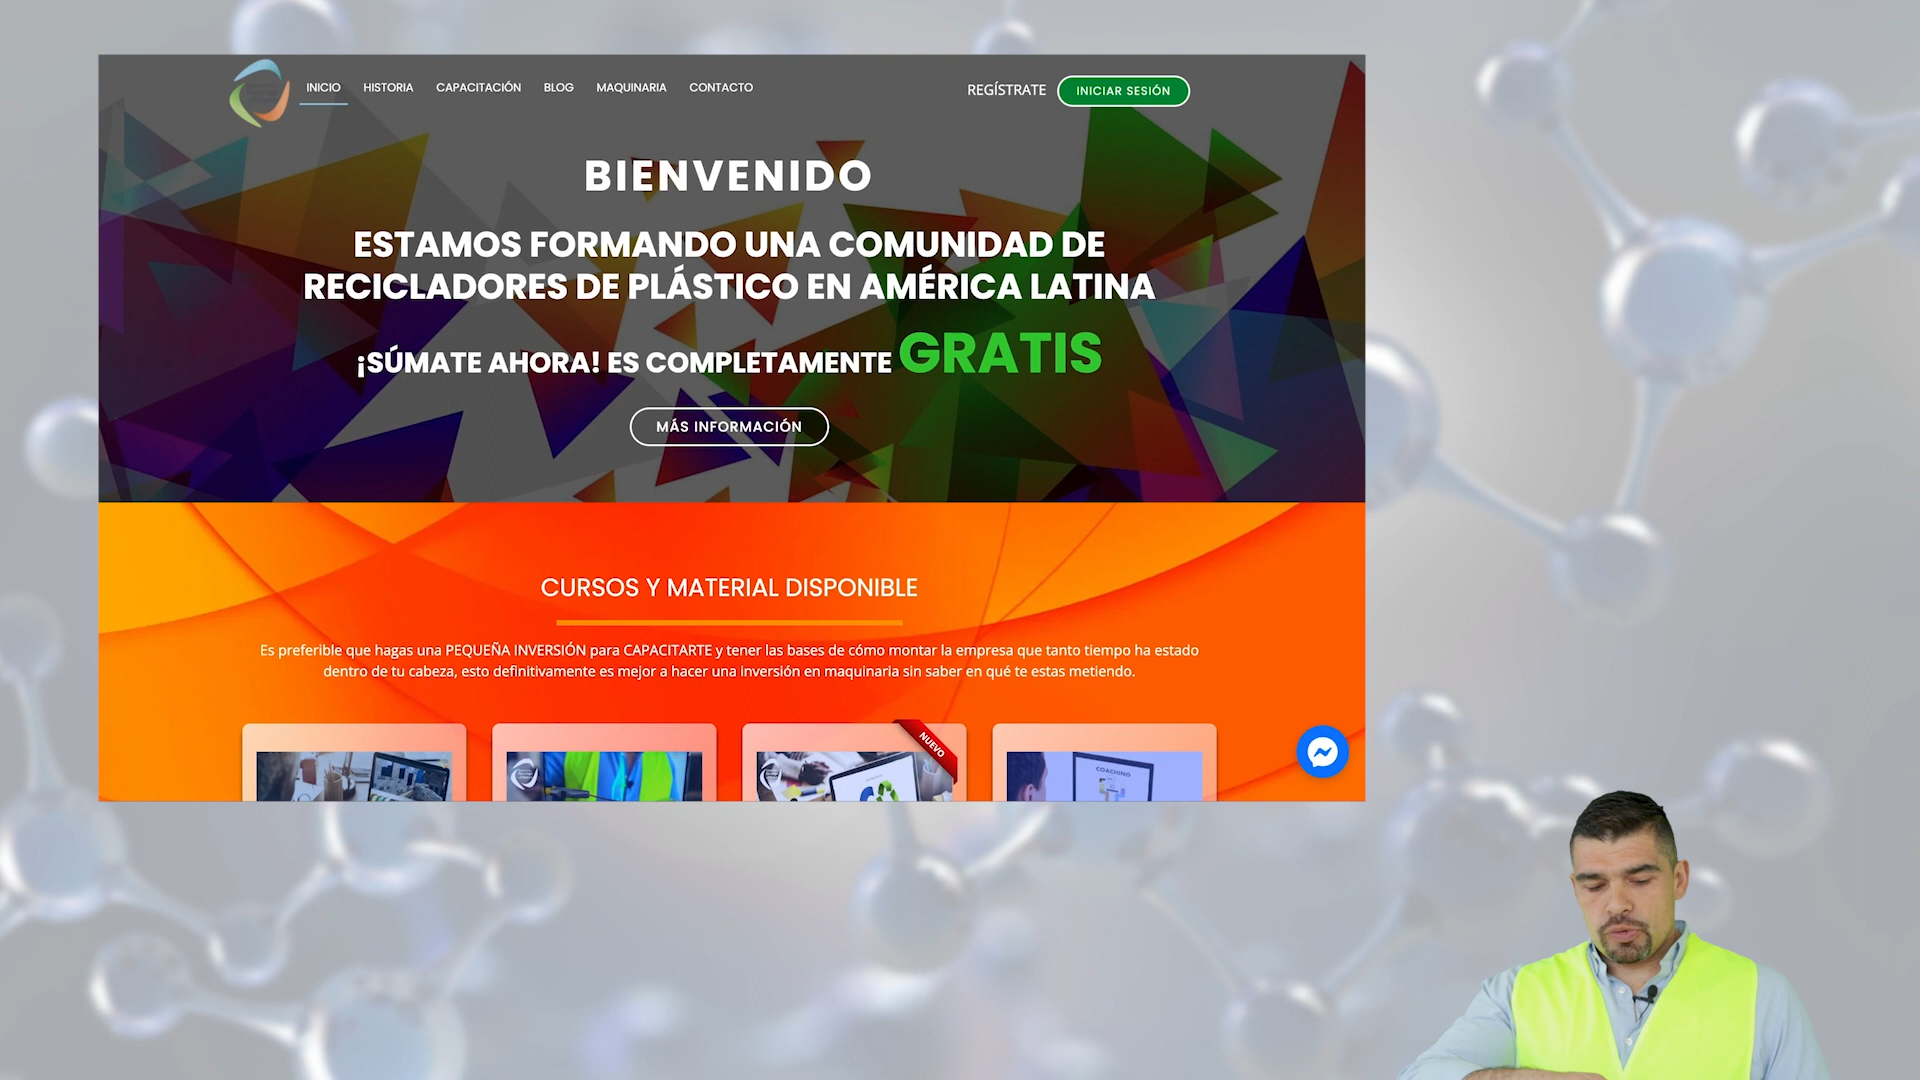 INICIO HISTORIA CAPACITACIÓN BLOG MAQUINARIA CONTACTO REGÍSTRATE INICIAR SESIÓN
BIENVENIDO
ESTAMOS FORMANDO UNA COMUNIDAD DE
RECICLADORES DE PLÁSTICO EN AMÉRICA LATINA
¡SÚMATE AHORA! ES COMPLETAMENTE GRATIS
MÁS INFORMACIÓN
CURSOS Y MATERIAL DISPONIBLE
Es preferible que hagas una PEQUEÑA INVERSIÓN para CAPACITARTE y tener las bases de cómo montar la empresa que tanto tiempo ha estado
dentro de tu cabeza, esto definitivamente es mejor a hacer una inversión en maquinaria sin saber en qué te estas metiendo.
NUEVO
COACHING